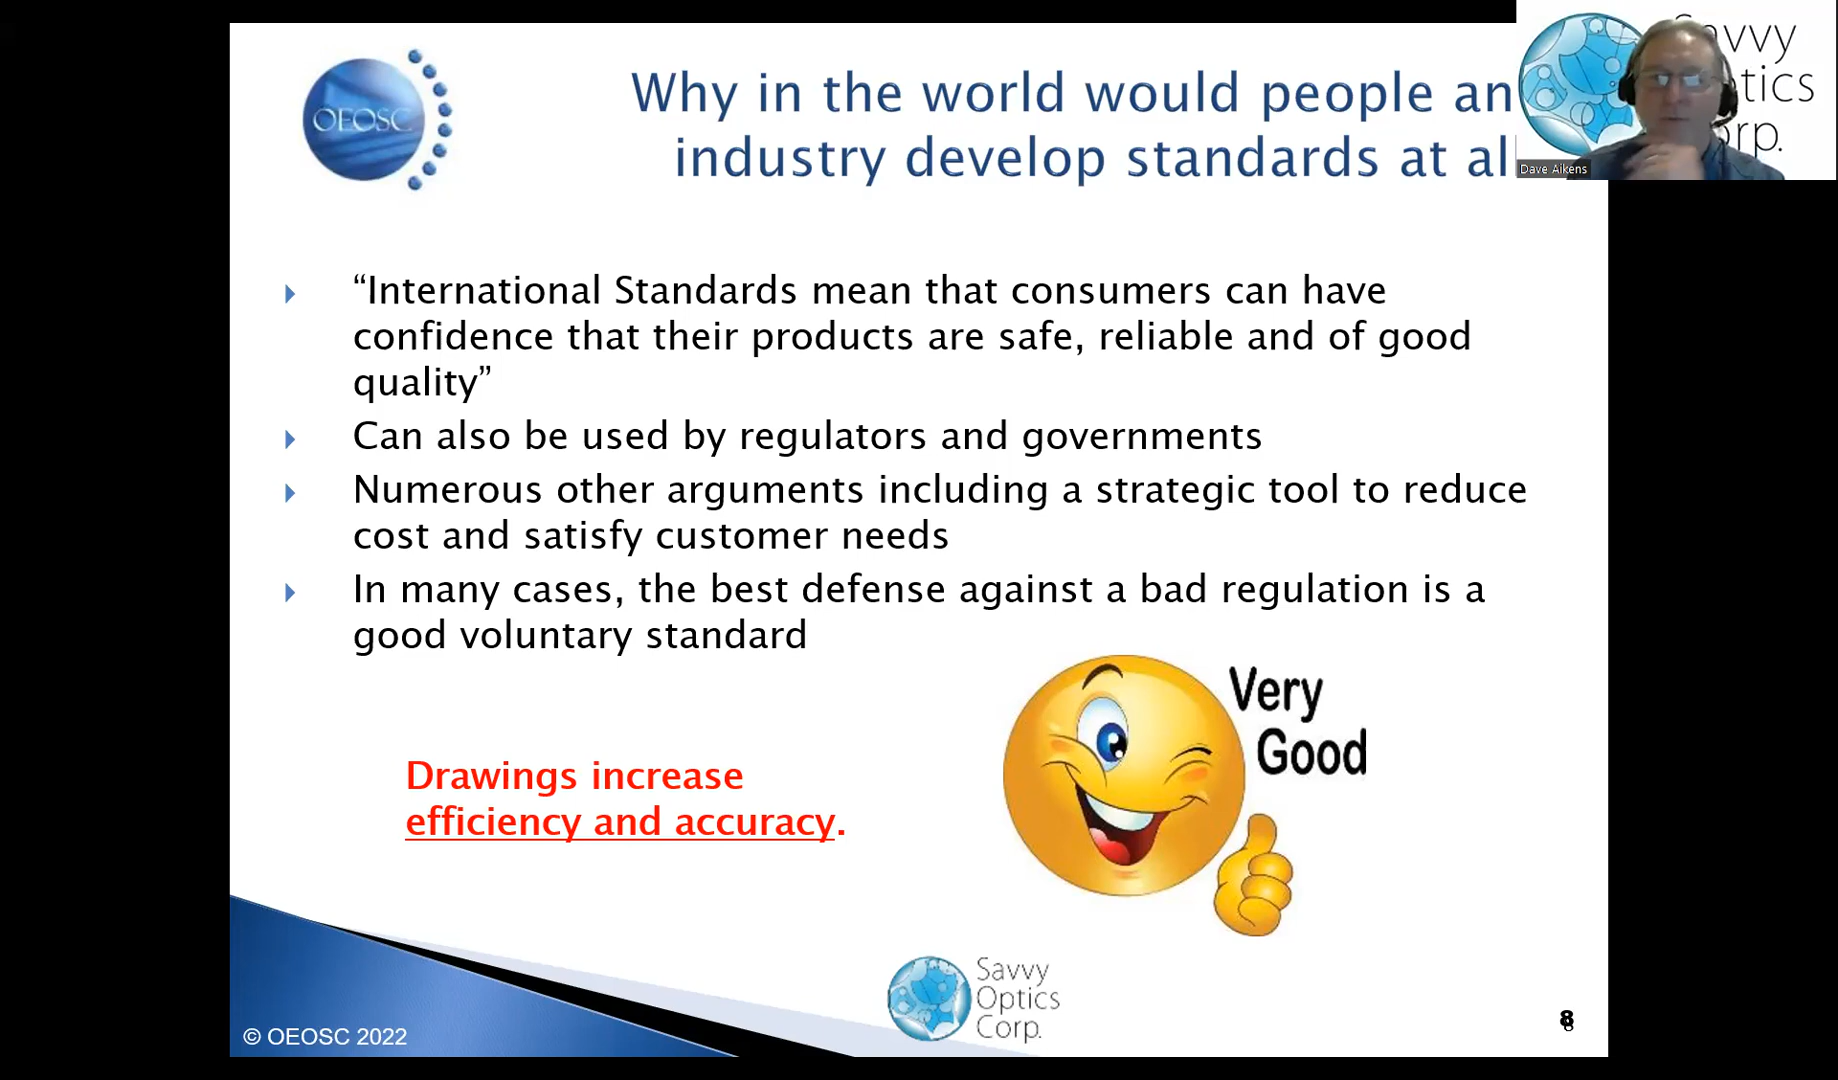 OEOSC
Why in the world would people an
industry develop standards at al
Savvy
Optics
Corp.
Dave Aikens
“International Standards mean that consumers can have
confidence that their products are safe, reliable and of good
quality”
Can also be used by regulators and governments
Numerous other arguments including a strategic tool to reduce
cost and satisfy customer needs
In many cases, the best defense against a bad regulation is a
good voluntary standard
Very
Good
Drawings increase
efficiency and accuracy.
Savvy
Optics
Corp.
© OEOSC 2022
8